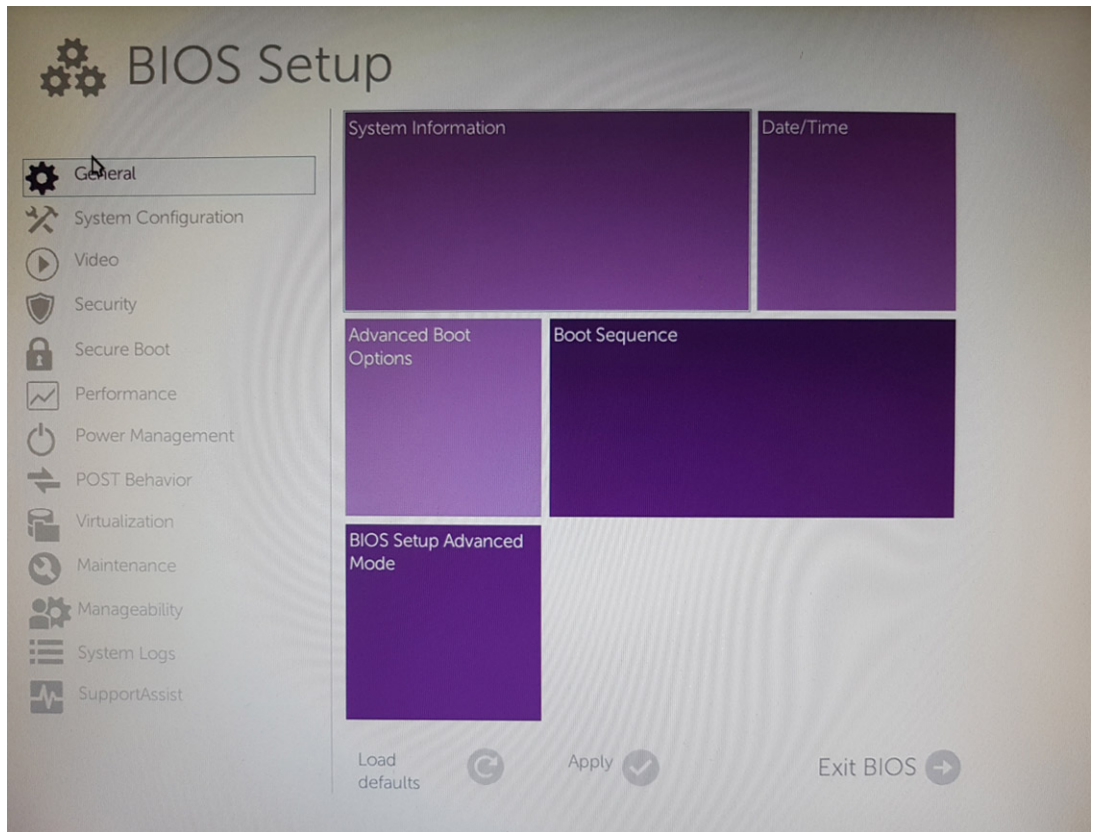 BIOS Setup
General
System Configuration
Video
Security
Secure Boot
Performance
Power Management
POST Behavior
Virtualization
Maintenance
Manageability
System Logs
SupportAssist
System Information
Date/Time
Advanced Boot
Options
Boot Sequence
BIOS Setup Advanced
Mode
Load
defaults
Apply
Exit BIOS